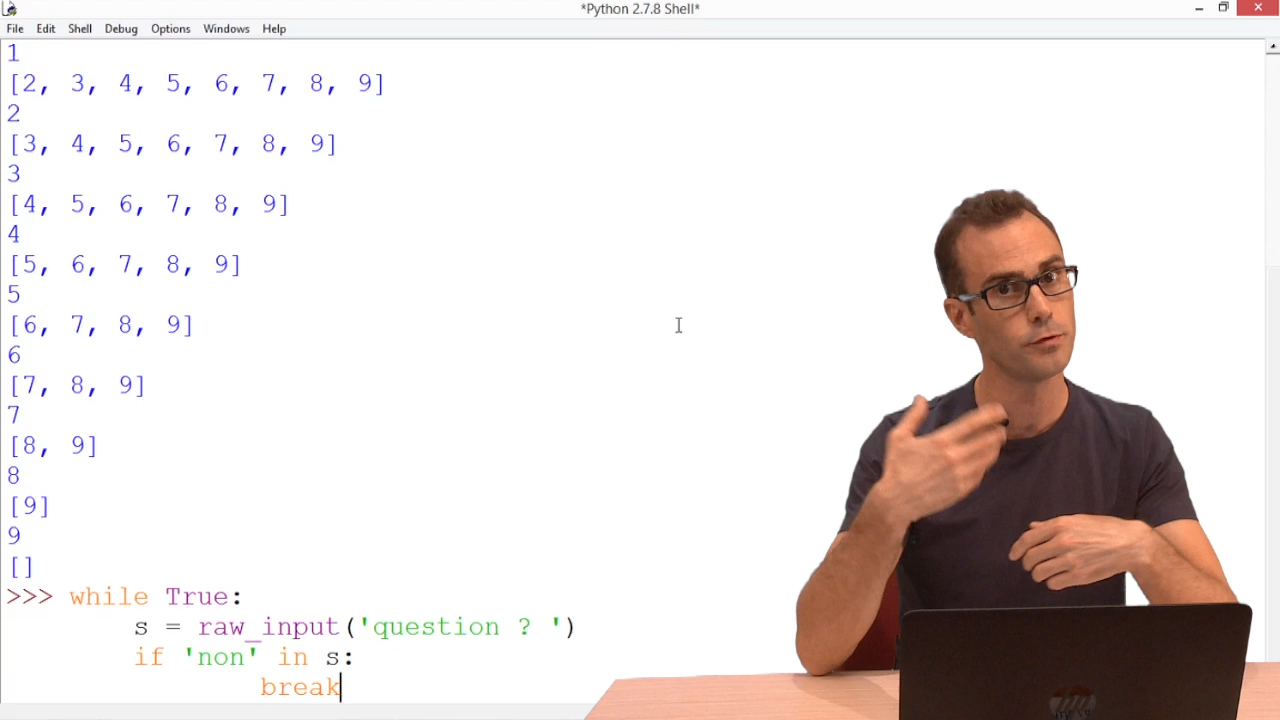 *Python 2.7.8 Shell*
File Edit Shell Debug Options Windows Help
1
[2, 3, 4, 5, 6, 7, 8, 9]
2
[3, 4, 5, 6, 7, 8, 9]
3
[4, 5, 6, 7, 8, 9]
4
[5, 6, 7, 8, 9]
5
[6, 7, 8, 9]
6
[7, 8, 9]
7
[8, 9]
8
[9]
9
[]
>>> while True:
s = raw_input('question ? ')
if 'non' in s:
break